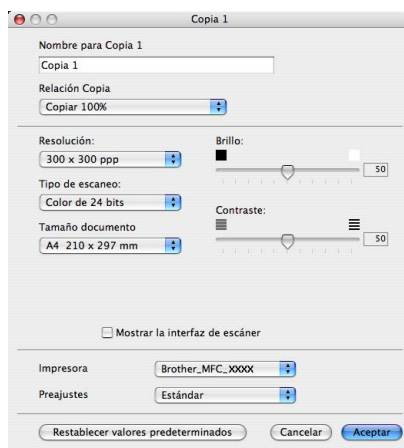 Copia 1
Nombre para Copia 1
Copia 1
Relación Copia
Copiar 100%
Resolución:
300 x 300 ppp
Tipo de escaneo:
Color de 24 bits
Tamaño documento
A4 210 x 297 mm
Brillo:
50
Contraste:
50
Mostrar la interfaz de escáner
Impresora
Brother_MFC_XXXX
Preajustes
Estándar
Restablecer valores predeterminados
Cancelar
Aceptar